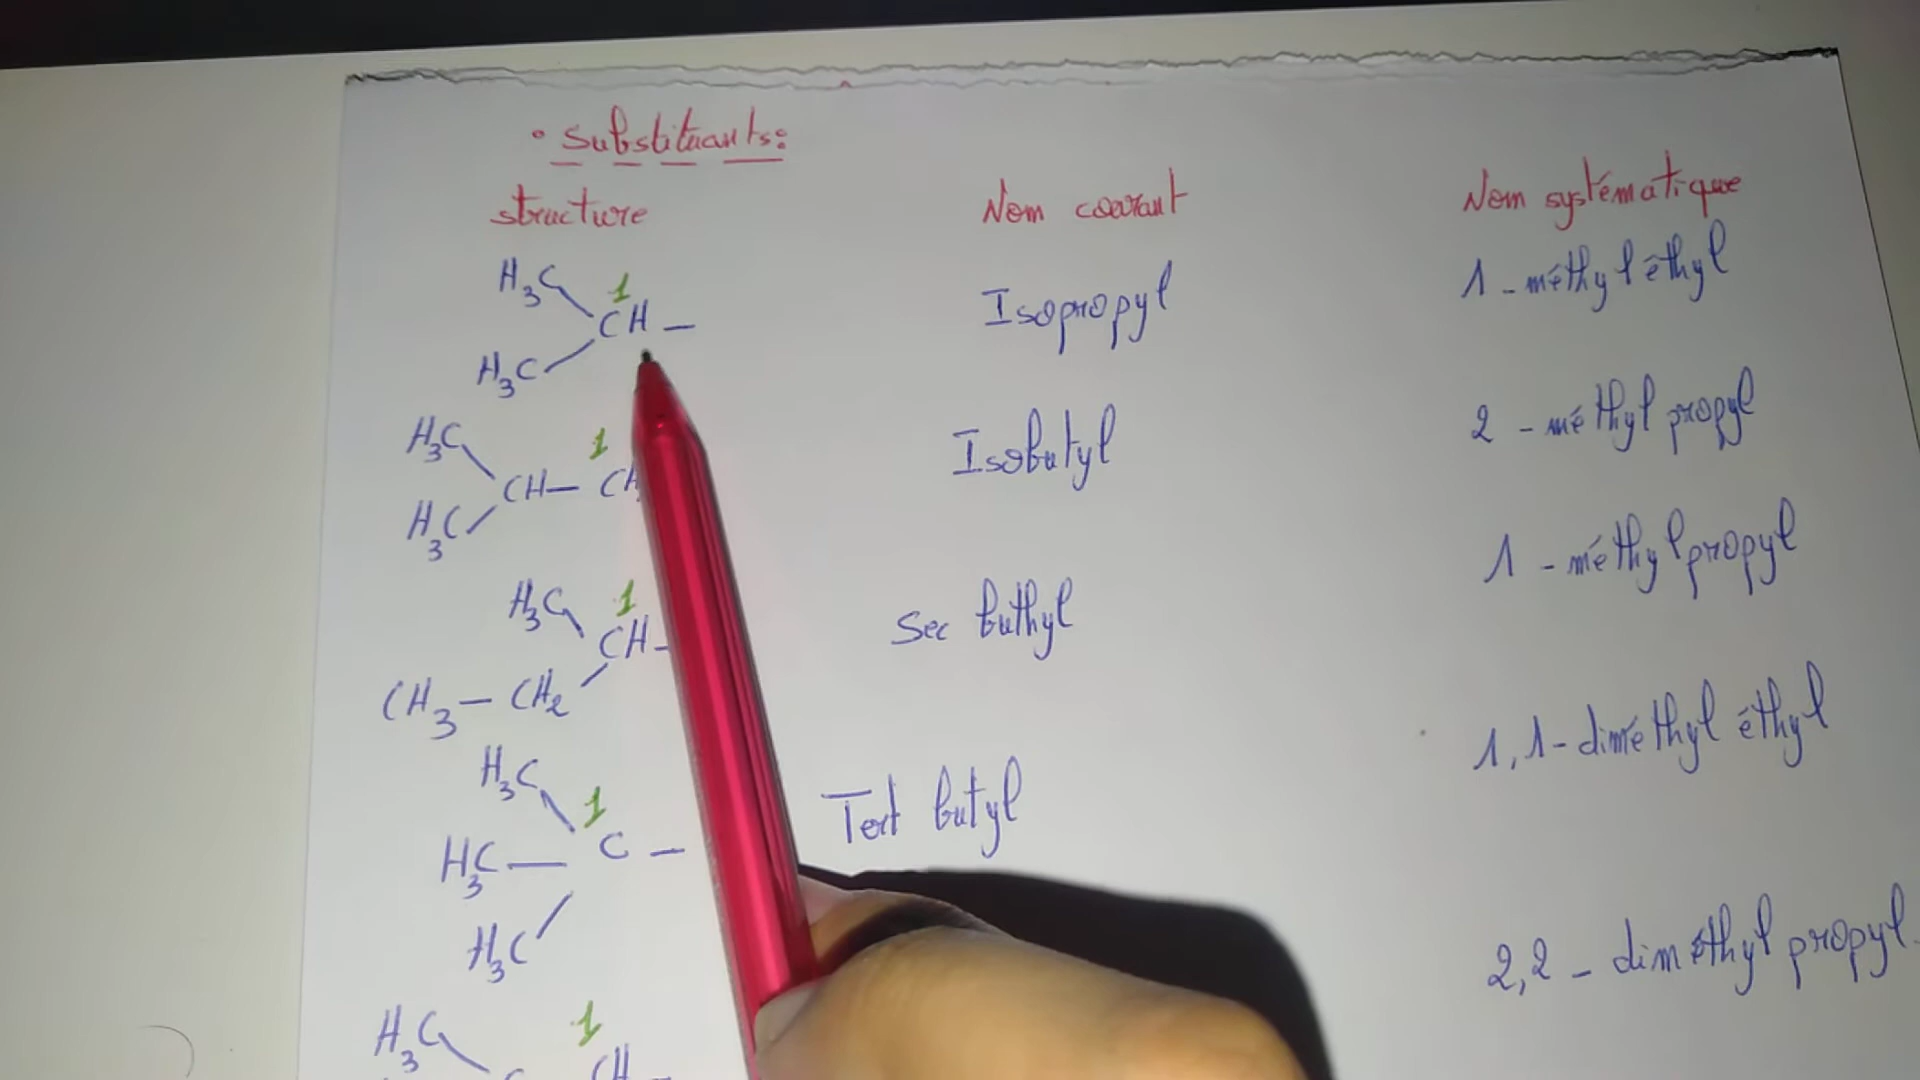 • Substituants:
structure Nom courant Nom systématique
H3C
1
CH — Isopropyl 1 - méthyl éthyl
H3C
H3C
1
CH — CH Isobutyl 2 - méthyl propyl
H3C
H3C
1
CH - Sec buthyl 1 - méthyl propyl
CH3 — CH2
H3C
1
H3C — C — Tert butyl 1,1 - diméthyl éthyl
H3C
H3C
1
CH - 2,2 - diméthyl propyl.